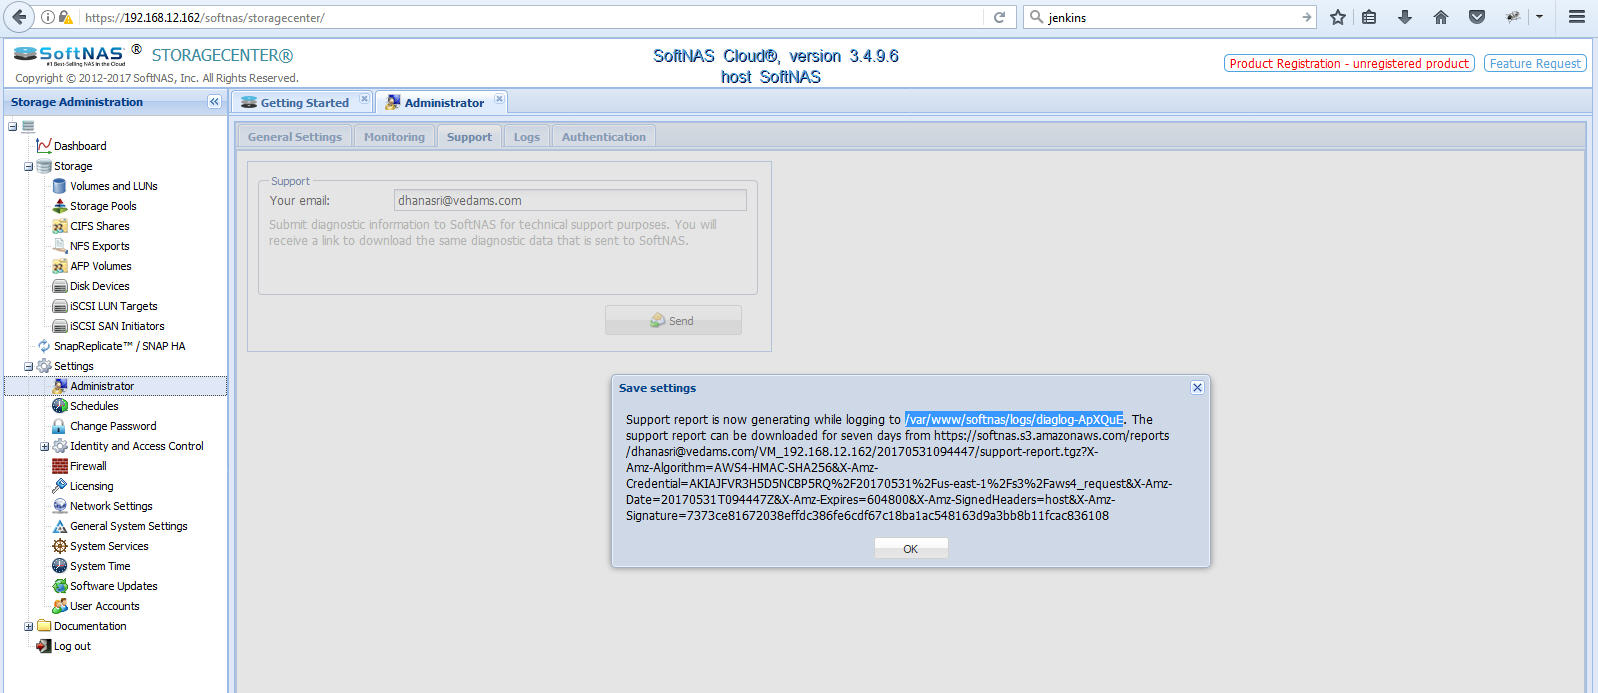 https://192.168.12.162/softnas/storagecenter/
jenkins
SoftNAS ®
#1 Best-Selling NAS in the Cloud
STORAGECENTER®
Copyright © 2012-2017 SoftNAS, Inc. All Rights Reserved.
SoftNAS Cloud®, version 3.4.9.6
host SoftNAS
Product Registration - unregistered product
Feature Request
Storage Administration
Getting Started
Administrator
General Settings
Monitoring
Support
Logs
Authentication
Dashboard
Storage
Volumes and LUNs
Storage Pools
CIFS Shares
NFS Exports
AFP Volumes
Disk Devices
iSCSI LUN Targets
iSCSI SAN Initiators
SnapReplicate™ / SNAP HA
Settings
Administrator
Schedules
Change Password
Identity and Access Control
Firewall
Licensing
Network Settings
General System Settings
System Services
System Time
Software Updates
User Accounts
Documentation
Log out
Support
Your email:
dhanasri@vedams.com
Submit diagnostic information to SoftNAS for technical support purposes. You will
receive a link to download the same diagnostic data that is sent to SoftNAS.
Send
Save settings
Support report is now generating while logging to /var/www/softnas/logs/diaglog-ApXQuE. The
support report can be downloaded for seven days from https://softnas.s3.amazonaws.com/reports
/dhanasri@vedams.com/VM_192.168.12.162/20170531094447/support-report.tgz?X-
Amz-Algorithm=AWS4-HMAC-SHA256&X-Amz-
Credential=AKIAJFVR3H5D5NCBP5RQ%2F20170531%2Fus-east-1%2Fs3%2Faws4_request&X-Amz-
Date=20170531T094447Z&X-Amz-Expires=604800&X-Amz-SignedHeaders=host&X-Amz-
Signature=7373ce81672038effdc386fe6cdf67c18ba1ac548163d9a3bb8b11fcac836108
OK